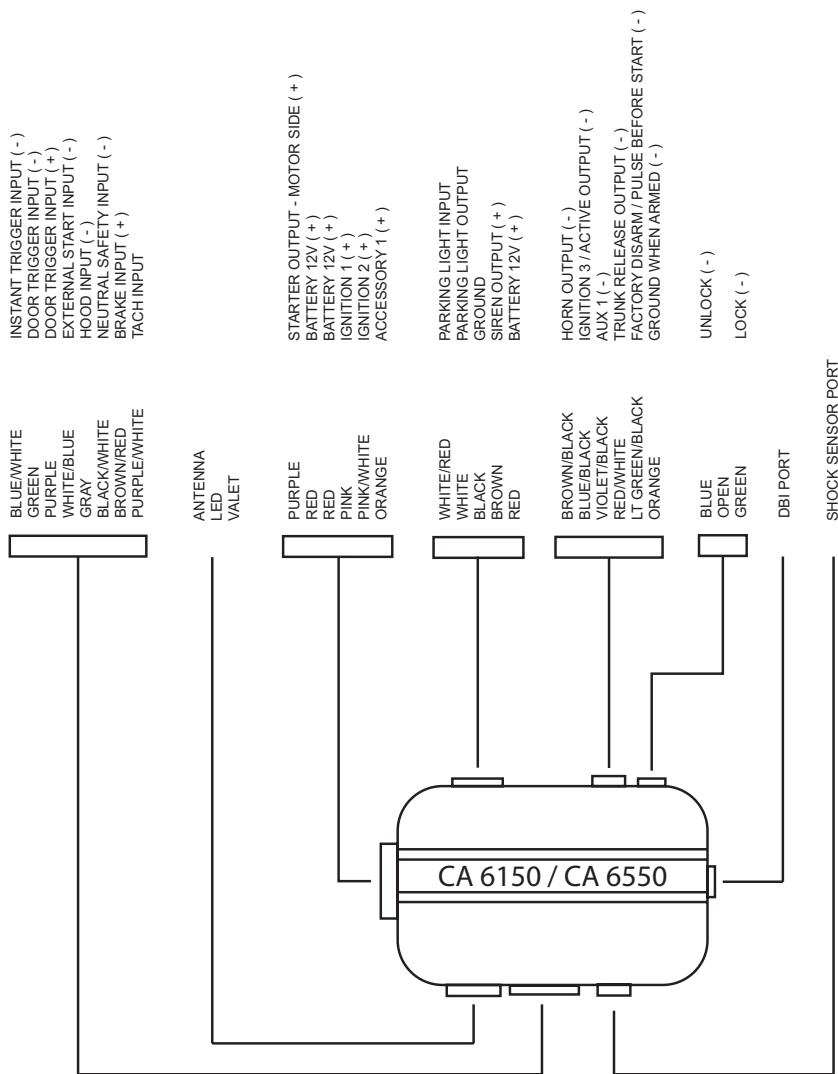 INSTANT TRIGGER INPUT ( - )
DOOR TRIGGER INPUT ( - )
DOOR TRIGGER INPUT ( + )
EXTERNAL START INPUT ( - )
HOOD INPUT ( - )
NEUTRAL SAFETY INPUT ( - )
BRAKE INPUT ( + )
TACH INPUT
STARTER OUTPUT - MOTOR SIDE ( + )
BATTERY 12V ( + )
BATTERY 12V ( + )
IGNITION 1 ( + )
IGNITION 2 ( + )
ACCESSORY 1 ( + )
PARKING LIGHT INPUT
PARKING LIGHT OUTPUT
GROUND
SIREN OUTPUT ( + )
BATTERY 12V ( + )
HORN OUTPUT ( - )
IGNITION 3 / ACTIVE OUTPUT ( - )
AUX 1 ( - )
TRUNK RELEASE OUTPUT ( - )
FACTORY DISARM / PULSE BEFORE START ( - )
GROUND WHEN ARMED ( - )
UNLOCK ( - )
LOCK ( - )
BLUE/WHITE
GREEN
PURPLE
WHITE/BLUE
GRAY
BLACK/WHITE
BROWN/RED
PURPLE/WHITE
ANTENNA
LED
VALET
PURPLE
RED
RED
PINK
PINK/WHITE
ORANGE
WHITE/RED
WHITE
BLACK
BROWN
RED
BROWN/BLACK
BLUE/BLACK
VIOLET/BLACK
RED/WHITE
LT GREEN/BLACK
ORANGE
BLUE
OPEN
GREEN
DBI PORT
SHOCK SENSOR PORT
CA 6150 / CA 6550